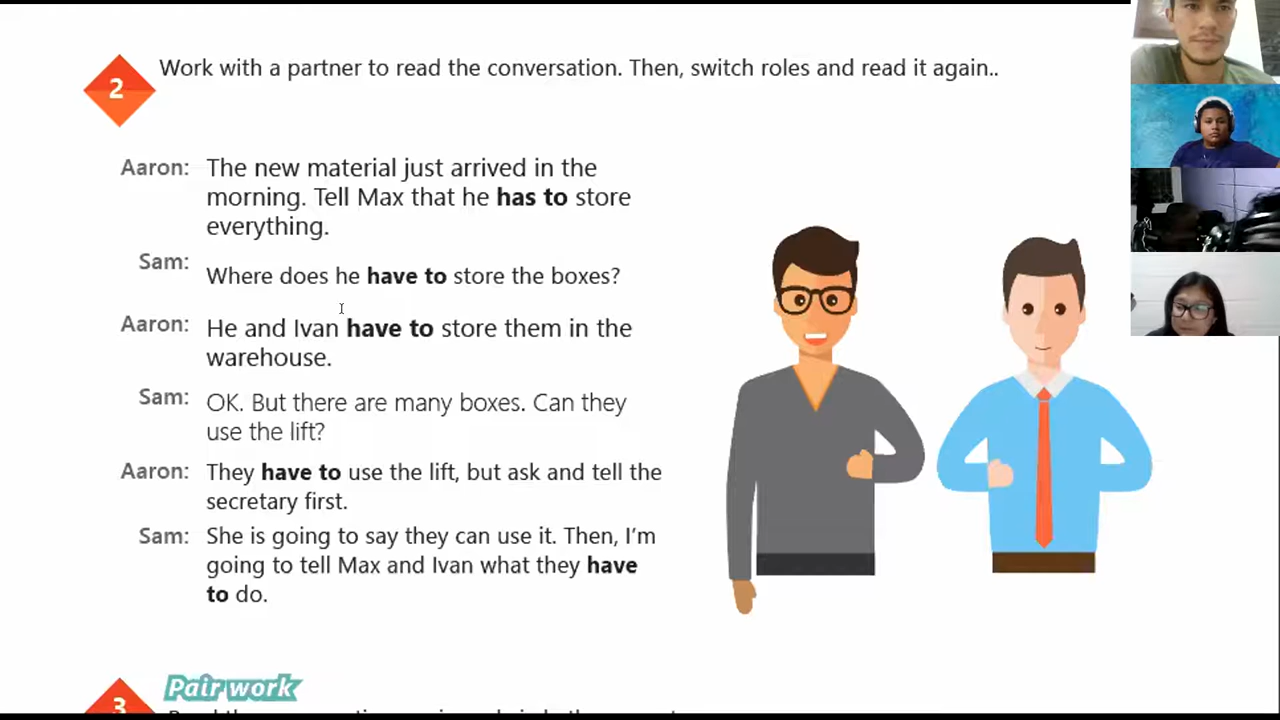 2 Work with a partner to read the conversation. Then, switch roles and read it again..
Aaron: The new material just arrived in the
morning. Tell Max that he has to store
everything.
Sam: Where does he have to store the boxes?
Aaron: He and Ivan have to store them in the
warehouse.
Sam: OK. But there are many boxes. Can they
use the lift?
Aaron: They have to use the lift, but ask and tell the
secretary first.
Sam: She is going to say they can use it. Then, I'm
going to tell Max and Ivan what they have
to do.
3 Pair work